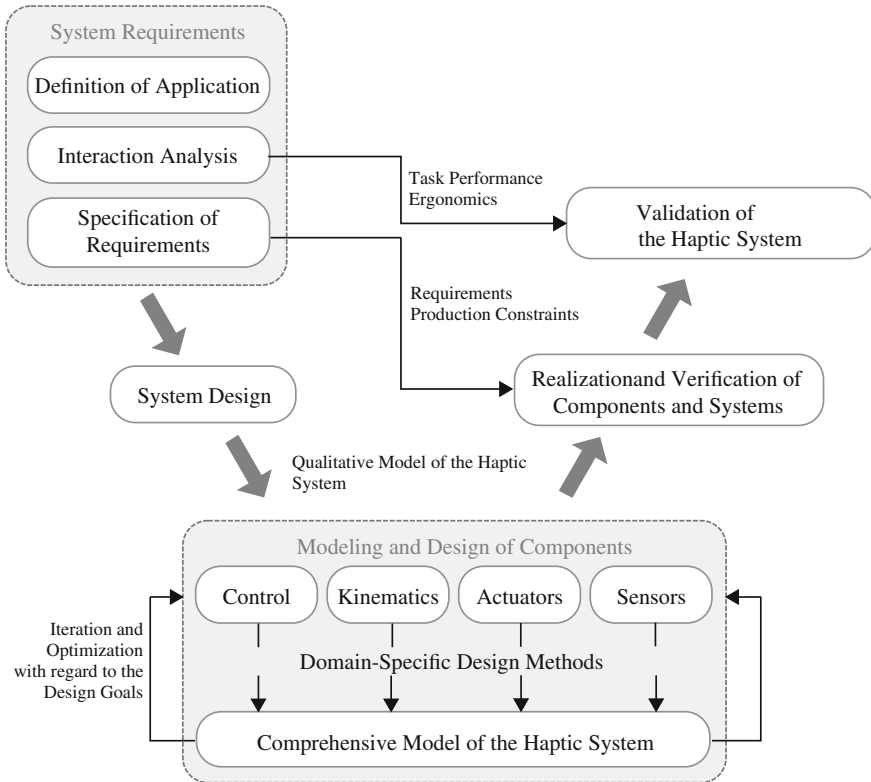 System Requirements
Definition of Application
Interaction Analysis
Specification of
Requirements
Task Performance
Ergonomics
Validation of
the Haptic System
Requirements
Production Constraints
System Design
Realizationand Verification of
Components and Systems
Qualitative Model of the Haptic
System
Modeling and Design of Components
Control
Kinematics
Actuators
Sensors
Iteration and
Optimization
with regard to the
Design Goals
Domain-Specific Design Methods
Comprehensive Model of the Haptic System